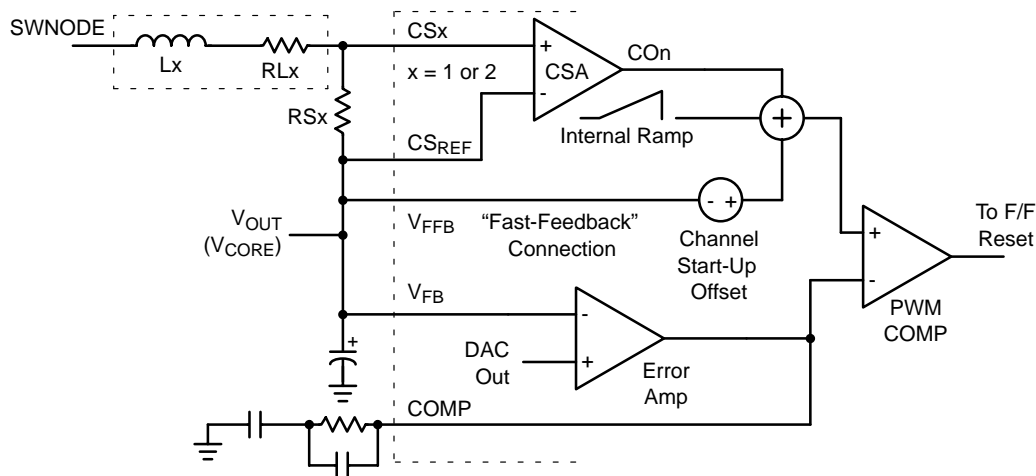 SWNODE
Lx
RLx
CSx
x = 1 or 2
RSx
CSREF
+
-
CSA
COn
Internal Ramp
+
VOUT
(VCORE)
VFFB
“Fast-Feedback”
Connection
- +
Channel
Start-Up
Offset
+
-
PWM
COMP
To F/F
Reset
VFB
-
+
DAC
Out
Error
Amp
+
COMP